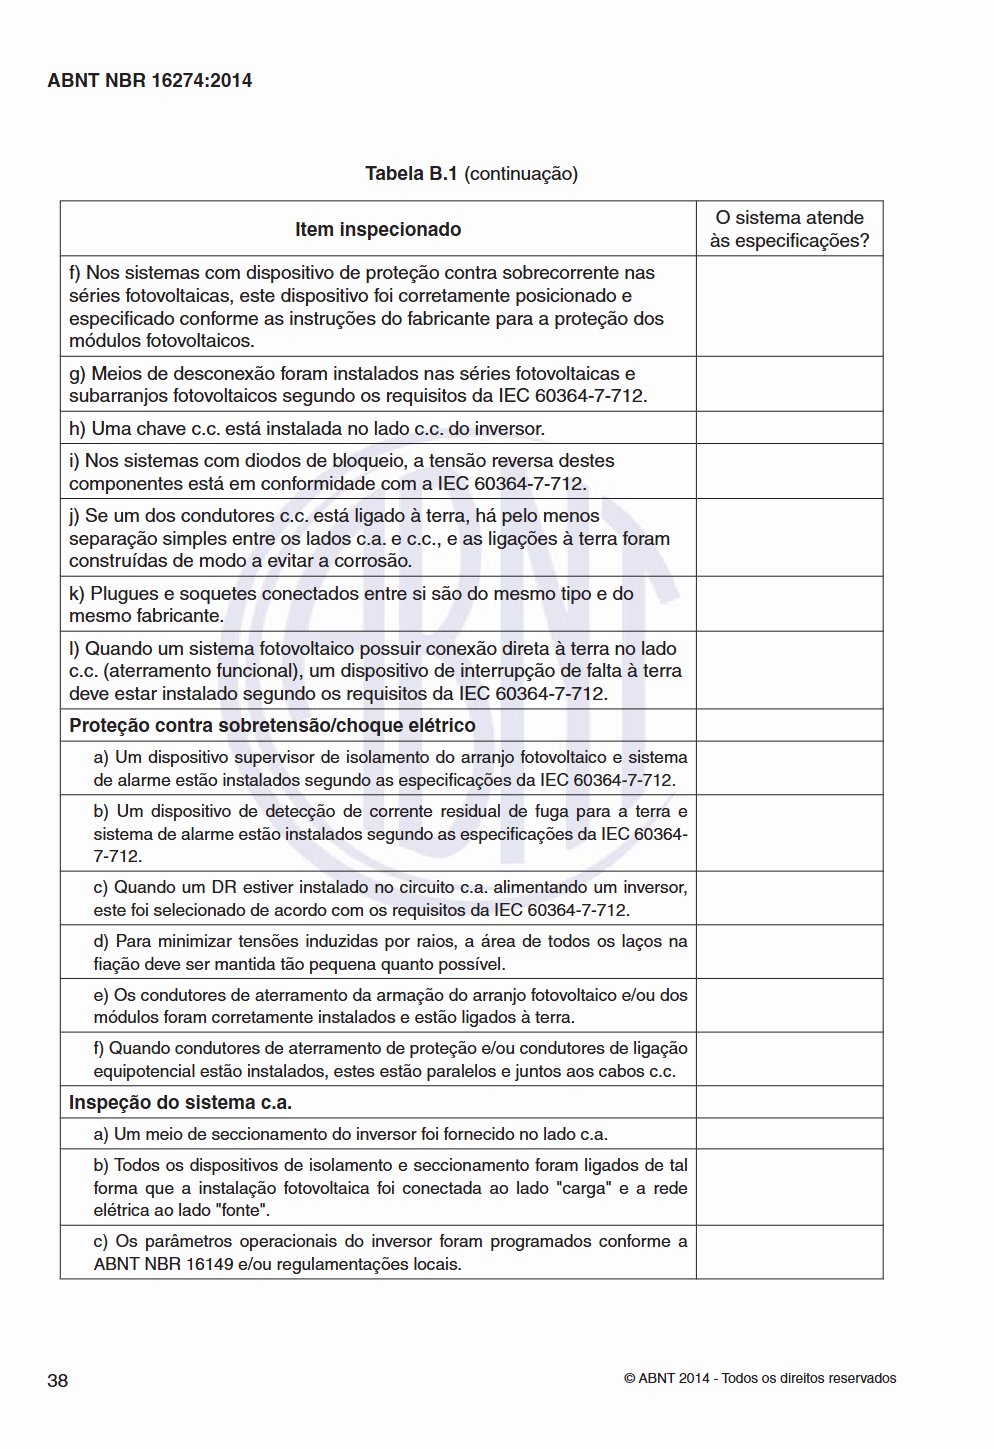 ABNT NBR 16274:2014
Tabela B.1 (continuação)
Item inspecionado
O sistema atende
às especificações?
f) Nos sistemas com dispositivo de proteção contra sobrecorrente nas
séries fotovoltaicas, este dispositivo foi corretamente posicionado e
especificado conforme as instruções do fabricante para a proteção dos
módulos fotovoltaicos.
g) Meios de desconexão foram instalados nas séries fotovoltaicas e
subarranjos fotovoltaicos segundo os requisitos da IEC 60364-7-712.
h) Uma chave c.c. está instalada no lado c.c. do inversor.
i) Nos sistemas com diodos de bloqueio, a tensão reversa destes
componentes está em conformidade com a IEC 60364-7-712.
j) Se um dos condutores c.c. está ligado à terra, há pelo menos
separação simples entre os lados c.a. e c.c., e as ligações à terra foram
construídas de modo a evitar a corrosão.
k) Plugues e soquetes conectados entre si são do mesmo tipo e do
mesmo fabricante.
l) Quando um sistema fotovoltaico possuir conexão direta à terra no lado
c.c. (aterramento funcional), um dispositivo de interrupção de falta à terra
deve estar instalado segundo os requisitos da IEC 60364-7-712.
Proteção contra sobretensão/choque elétrico
a) Um dispositivo supervisor de isolamento do arranjo fotovoltaico e sistema
de alarme estão instalados segundo as especificações da IEC 60364-7-712.
b) Um dispositivo de detecção de corrente residual de fuga para a terra e
sistema de alarme estão instalados segundo as especificações da IEC 60364-
7-712.
c) Quando um DR estiver instalado no circuito c.a. alimentando um inversor,
este foi selecionado de acordo com os requisitos da IEC 60364-7-712.
d) Para minimizar tensões induzidas por raios, a área de todos os laços na
fiação deve ser mantida tão pequena quanto possível.
e) Os condutores de aterramento da armação do arranjo fotovoltaico e/ou dos
módulos foram corretamente instalados e estão ligados à terra.
f) Quando condutores de aterramento de proteção e/ou condutores de ligação
equipotencial estão instalados, estes estão paralelos e juntos aos cabos c.c.
Inspeção do sistema c.a.
a) Um meio de seccionamento do inversor foi fornecido no lado c.a.
b) Todos os dispositivos de isolamento e seccionamento foram ligados de tal
forma que a instalação fotovoltaica foi conectada ao lado "carga" e a rede
elétrica ao lado "fonte".
c) Os parâmetros operacionais do inversor foram programados conforme a
ABNT NBR 16149 e/ou regulamentações locais.
ABNT
38
© ABNT 2014 - Todos os direitos reservados